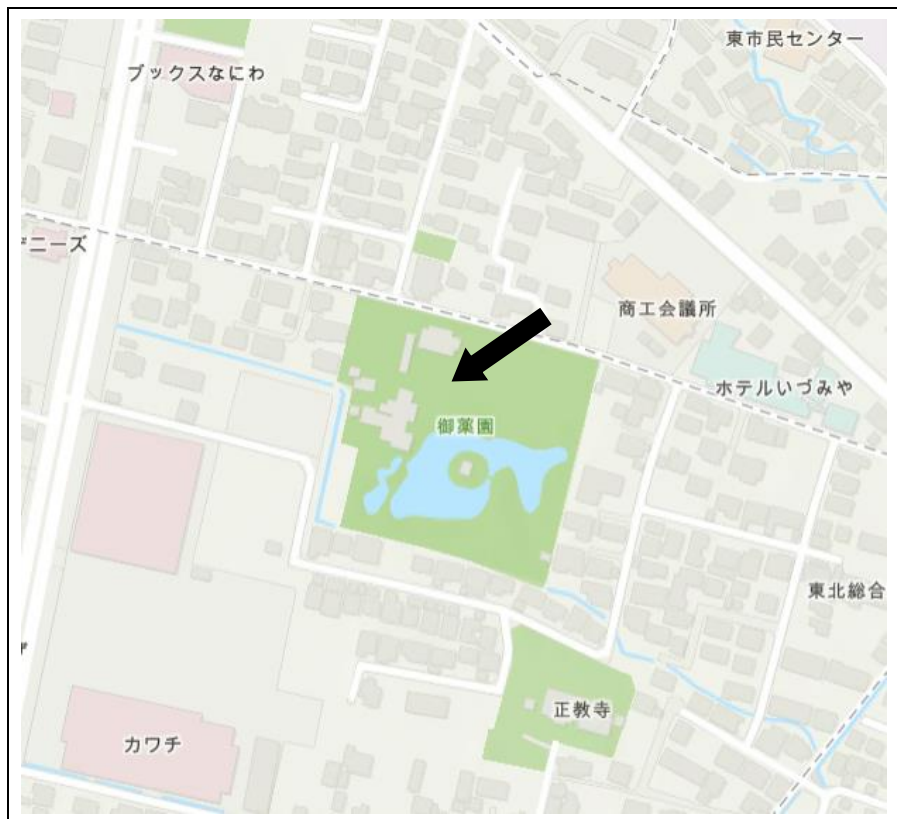 東市民センター
ブックスなにわ
ニーズ
商工会議所
ホテルいづみや
御薬園
東北総合
正教寺
カワチ